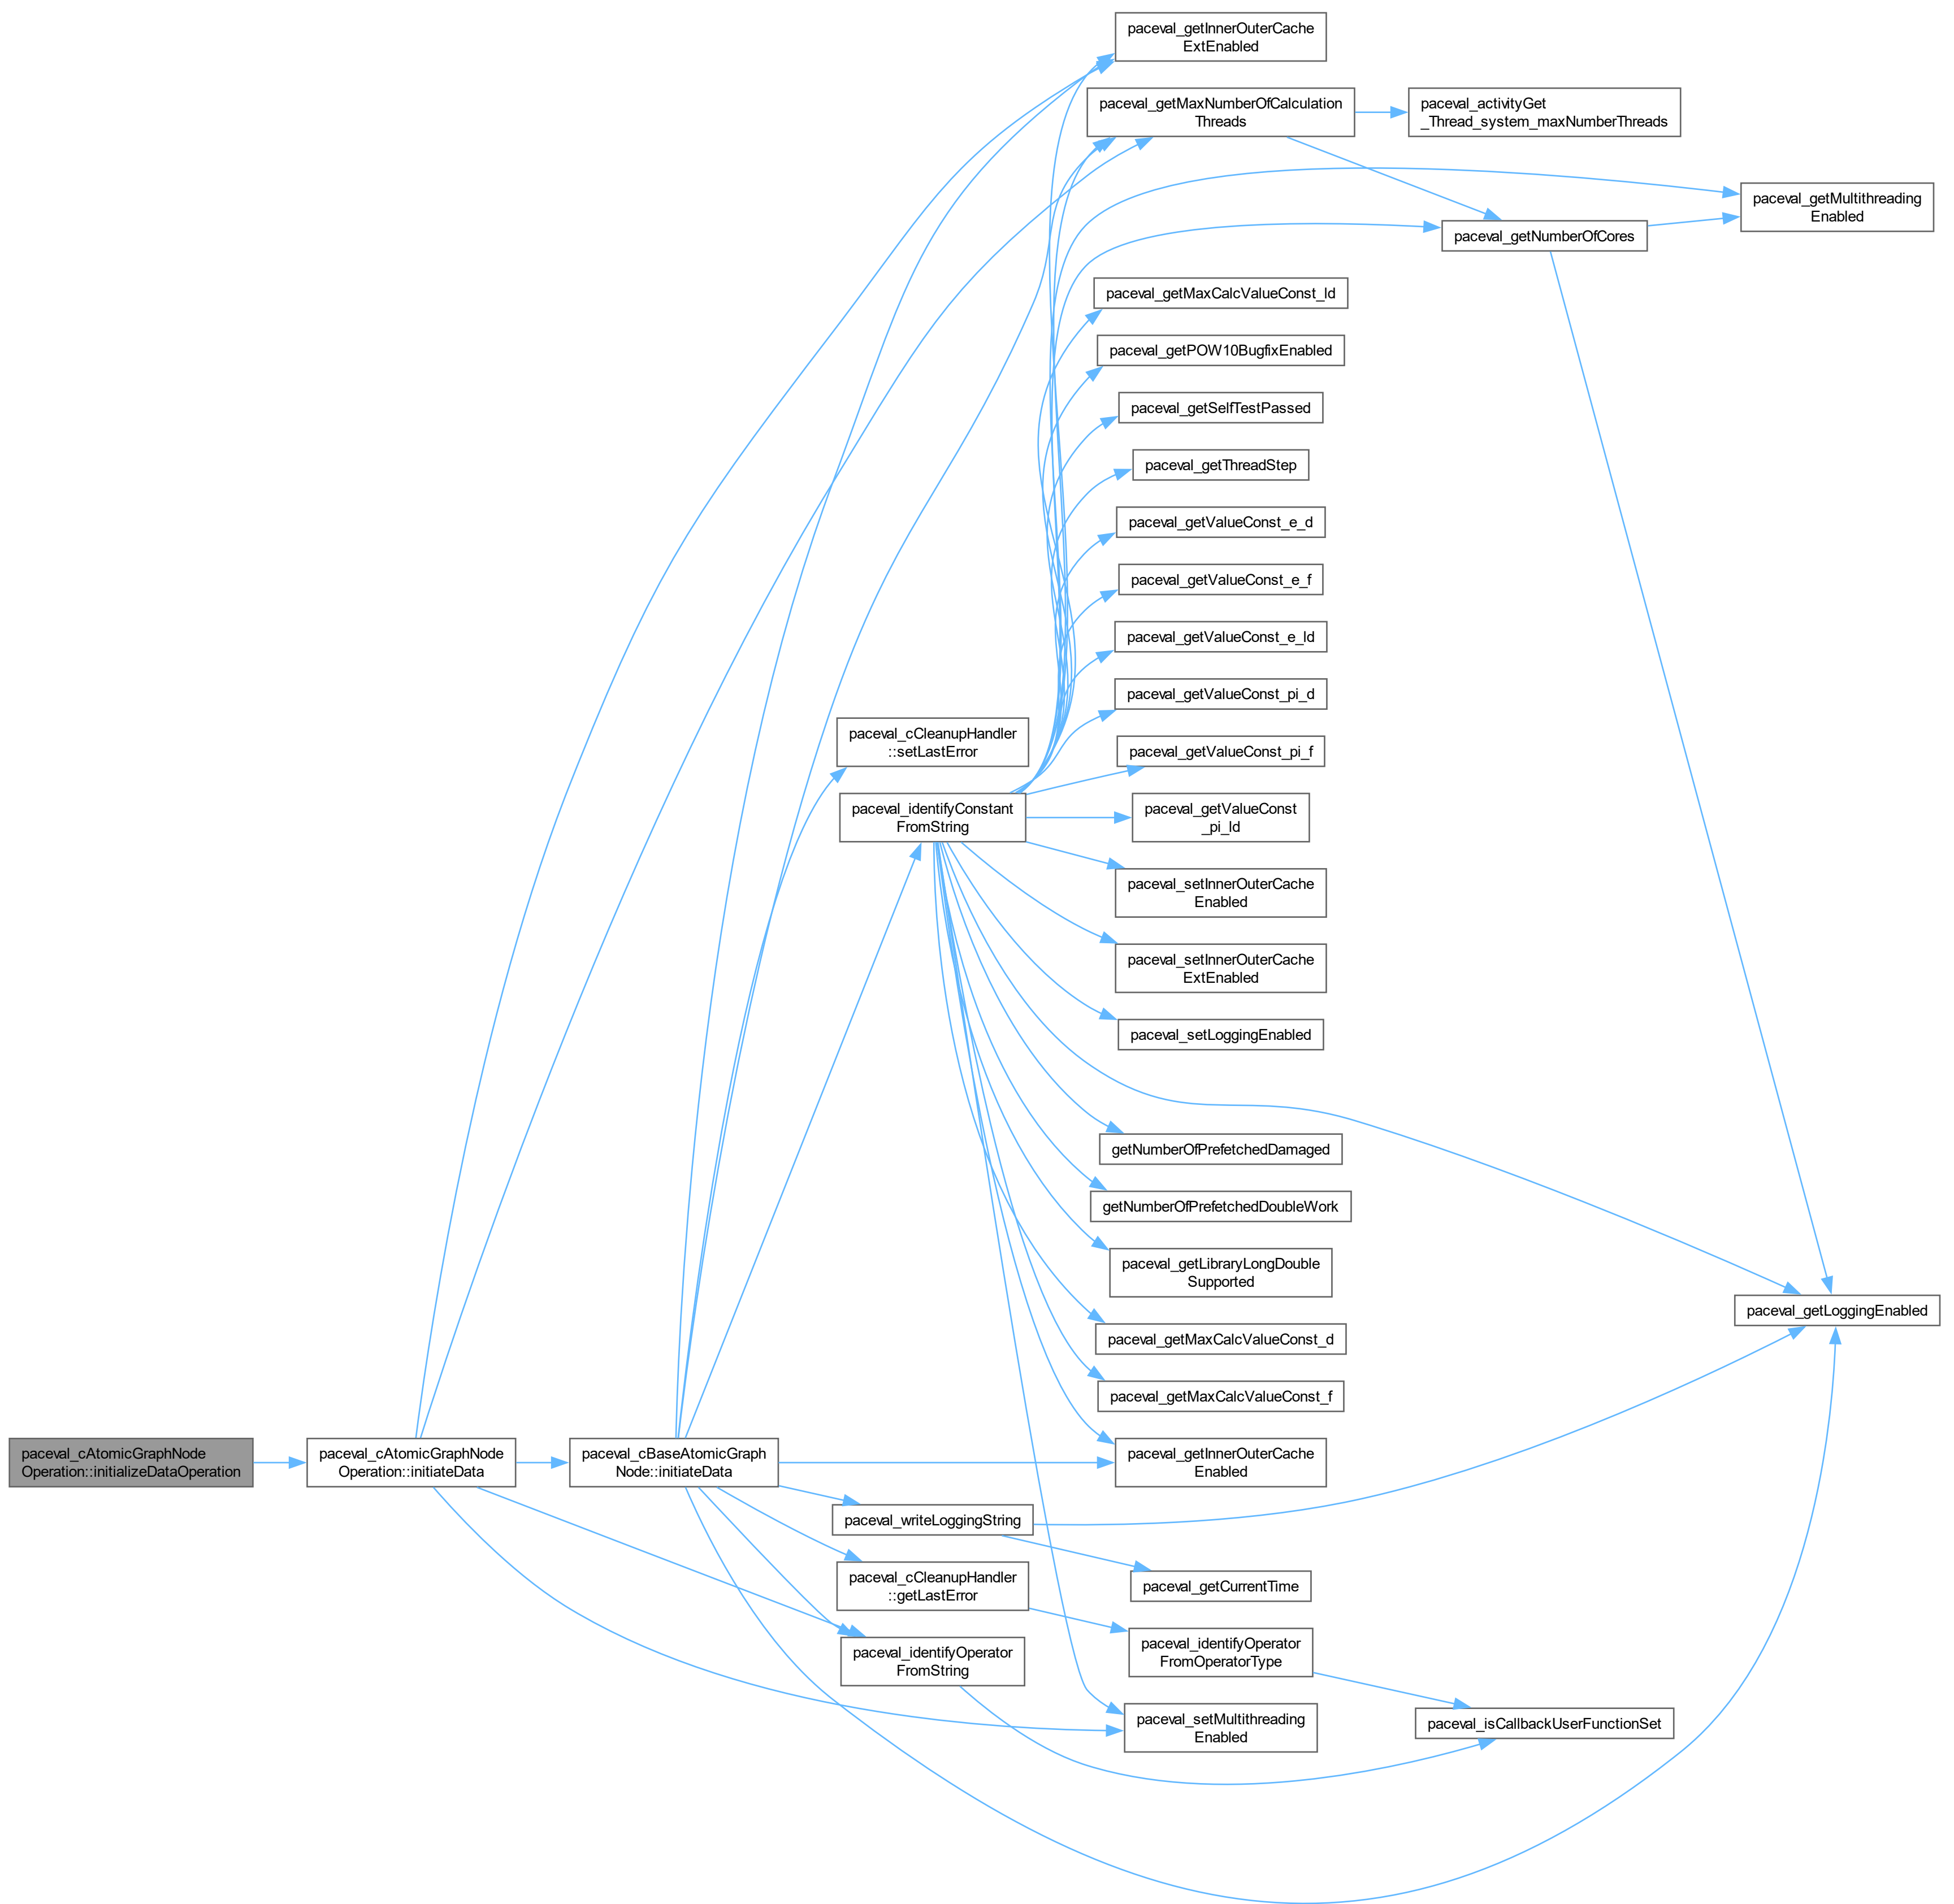 paceval_getInnerOuterCache
ExtEnabled
paceval_getMaxNumberOfCalculation
Threads
paceval_activityGet
_Thread_system_maxNumberThreads
paceval_getMultithreading
Enabled
paceval_getNumberOfCores
paceval_getMaxCalcValueConst_ld
paceval_getPOW10BugfixEnabled
paceval_getSelfTestPassed
paceval_getThreadStep
paceval_getValueConst_e_d
paceval_getValueConst_e_f
paceval_getValueConst_e_ld
paceval_getValueConst_pi_d
paceval_cCleanupHandler
::setLastError
paceval_getValueConst_pi_f
paceval_identifyConstant
FromString
paceval_getValueConst
_pi_ld
paceval_setInnerOuterCache
Enabled
paceval_setInnerOuterCache
ExtEnabled
paceval_setLoggingEnabled
getNumberOfPrefetchedDamaged
getNumberOfPrefetchedDoubleWork
paceval_getLibraryLongDouble
Supported
paceval_getLoggingEnabled
paceval_getMaxCalcValueConst_d
paceval_getMaxCalcValueConst_f
paceval_cAtomicGraphNode
Operation::initializeDataOperation
paceval_cAtomicGraphNode
Operation::initiateData
paceval_cBaseAtomicGraph
Node::initiateData
paceval_getInnerOuterCache
Enabled
paceval_writeLoggingString
paceval_getCurrentTime
paceval_cCleanupHandler
::getLastError
paceval_identifyOperator
FromOperatorType
paceval_identifyOperator
FromString
paceval_setMultithreading
Enabled
paceval_isCallbackUserFunctionSet